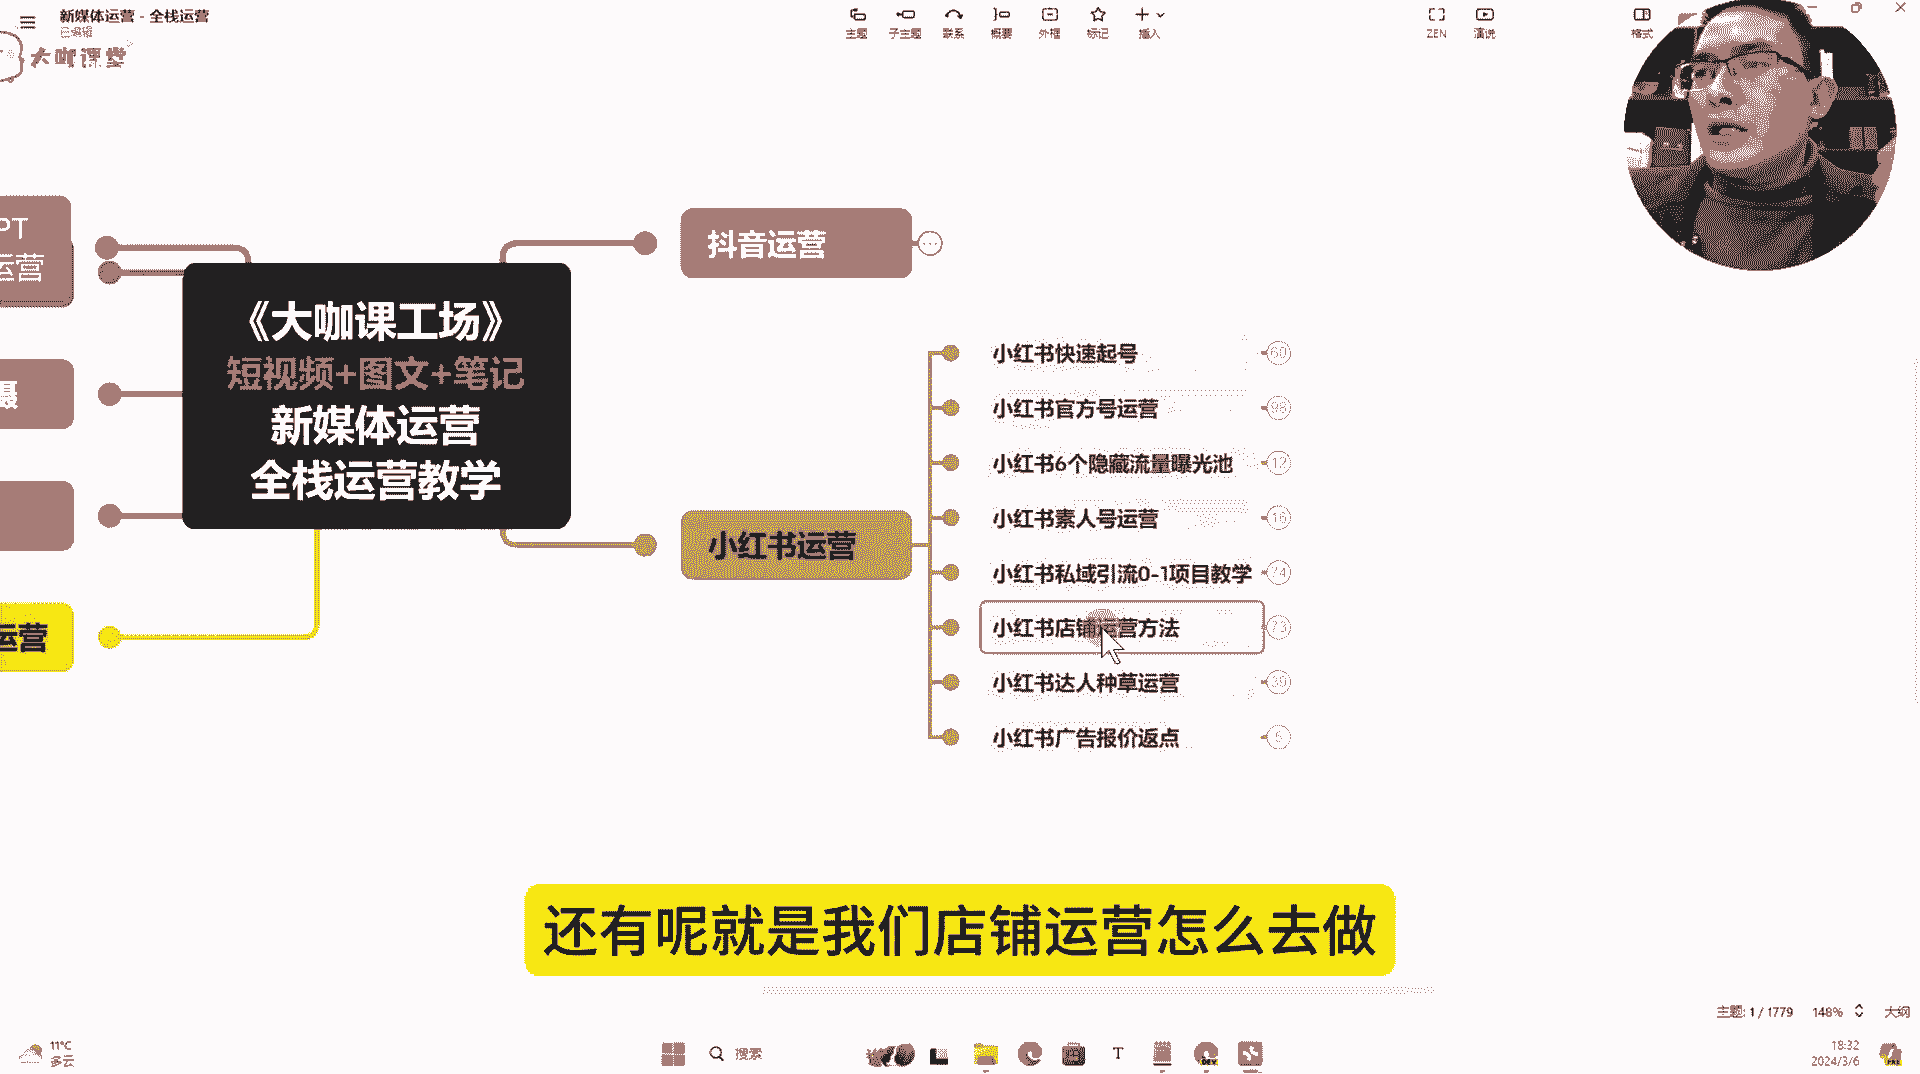 新媒体运营 - 全栈运营
已编辑
主题
子主题
联系
概要
外框
标记
插入
ZEN
演说
格式
大咖课堂
PT
运营
摄
运营
《大咖课工场》
短视频+图文+笔记
新媒体运营
全栈运营教学
抖音运营
小红书运营
小红书快速起号
60
小红书官方号运营
98
小红书6个隐藏流量曝光池
12
小红书素人号运营
16
小红书私域引流0-1项目教学
74
小红书店铺运营方法
73
小红书达人种草运营
39
小红书广告报价返点
5
还有呢就是我们店铺运营怎么去做
主题: 1 / 1779
148%
大纲
11°C
多云
搜索
T
DEV
18:32
2024/3/6